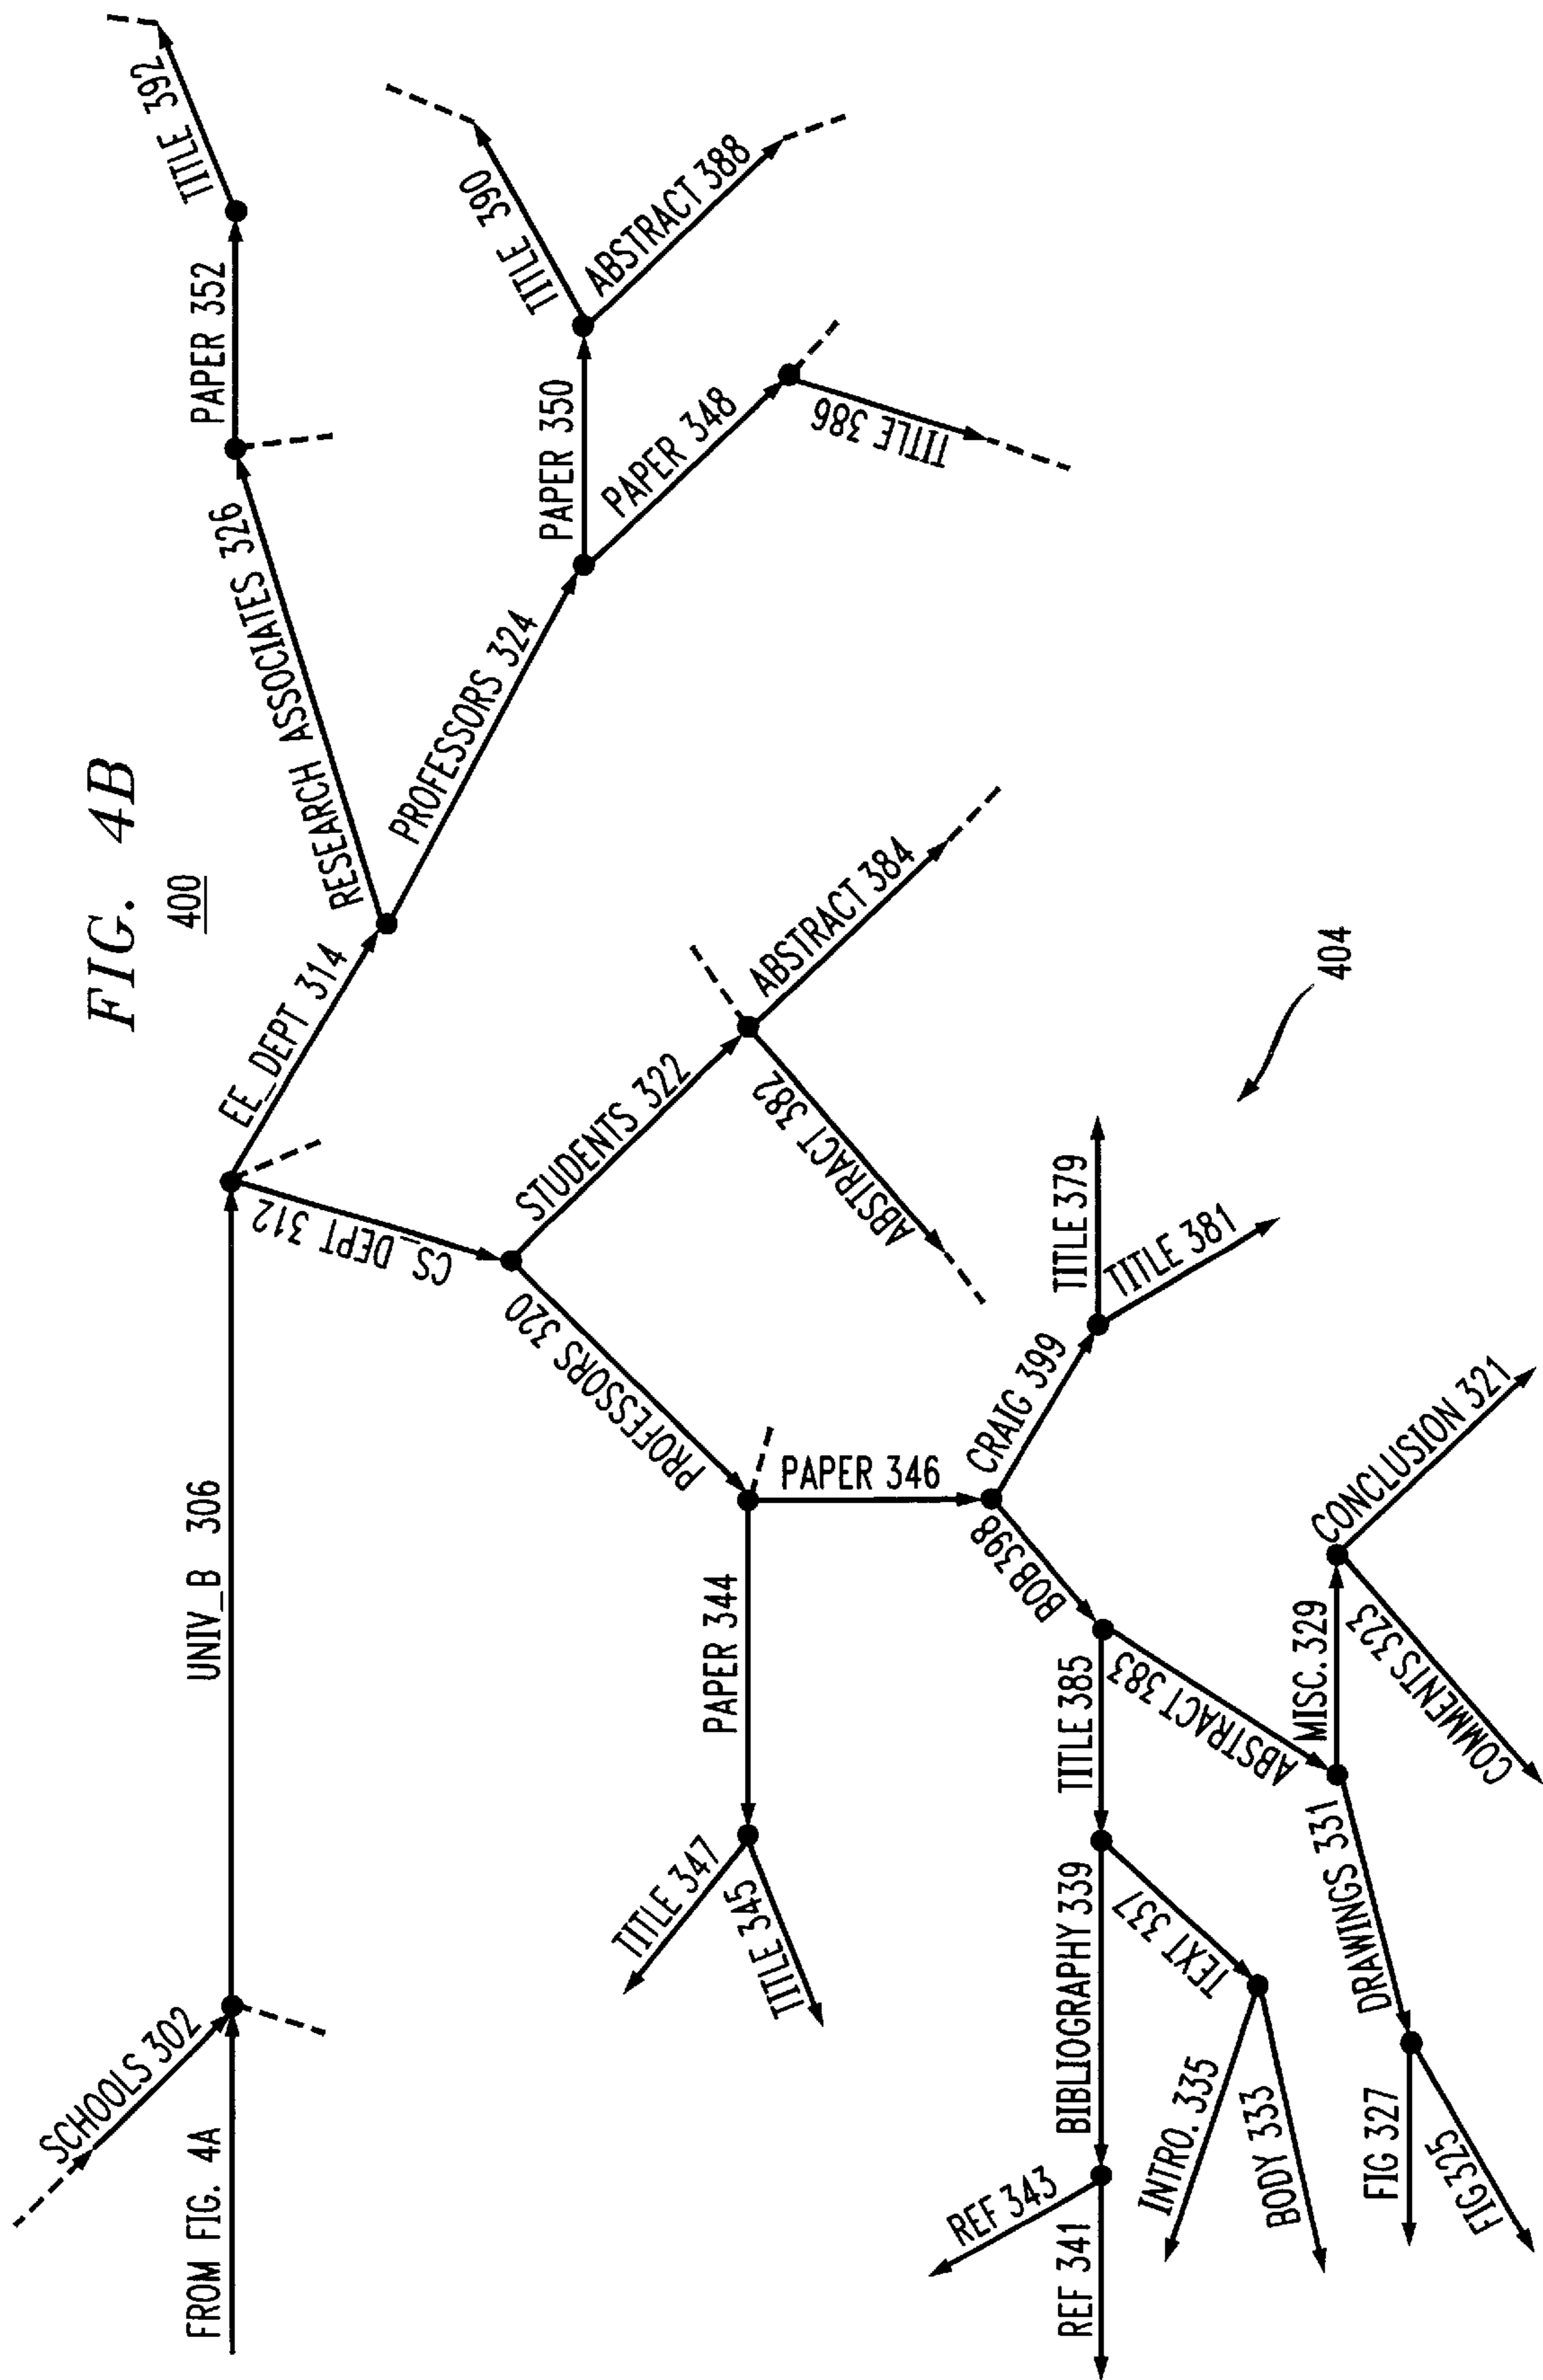 FIG. 4B
400
SCHOOLS 302
FROM FIG. 4A
UNIV_B 306
EE_DEPT 314
RESEARCH ASSOCIATES 326
PAPER 352
TITLE 392
PROFESSORS 324
PAPER 350
TITLE 390
ABSTRACT 388
PAPER 348
TITLE 386
CS_DEPT 312
STUDENTS 322
ABSTRACT 384
ABSTRACT 382
PROFESSORS 320
PAPER 344
TITLE 347
TITLE 345
PAPER 346
CRAIG 399
TITLE 379
TITLE 381
BOB 398
TITLE 385
BIBLIOGRAPHY 339
REF 343
REF 341
TEXT 337
INTRO. 335
BODY 333
ABSTRACT 383
MISC. 329
CONCLUSION 321
COMMENTS 323
DRAWINGS 331
FIG 327
FIG 325
404